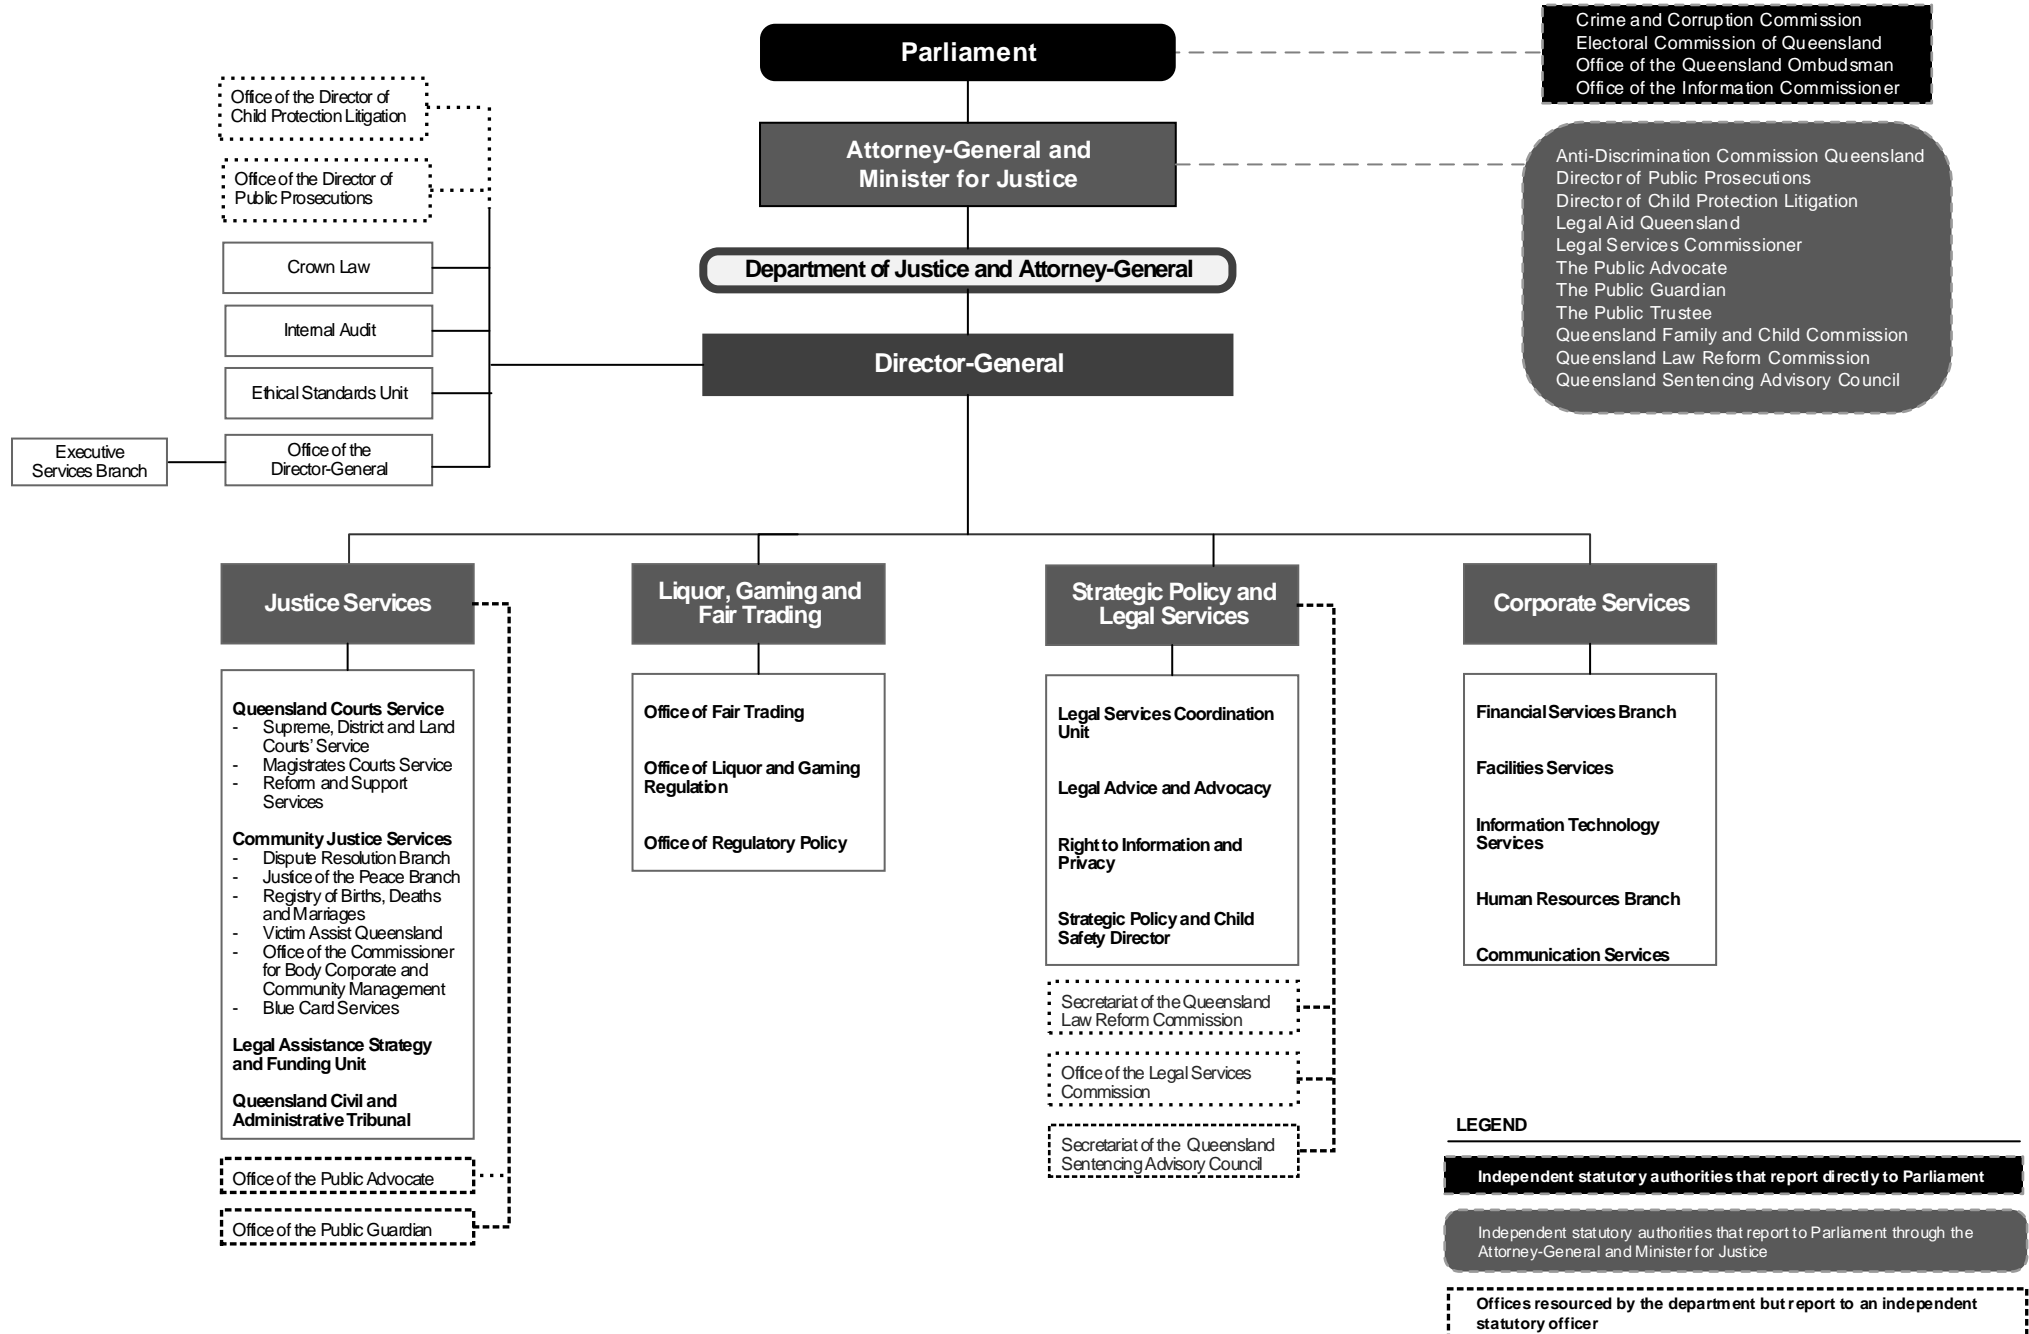 Parliament
Crime and Corruption Commission
Electoral Commission of Queensland
Office of the Queensland Ombudsman
Office of the Information Commissioner
Office of the Director of
Child Protection Litigation
Attorney-General and
Minister for Justice
Anti-Discrimination Commission Queensland
Director of Public Prosecutions
Director of Child Protection Litigation
Legal Aid Queensland
Legal Services Commissioner
The Public Advocate
The Public Guardian
The Public Trustee
Queensland Family and Child Commission
Queensland Law Reform Commission
Queensland Sentencing Advisory Council
Office of the Director of
Public Prosecutions
Crown Law
Department of Justice and Attorney-General
Internal Audit
Director-General
Ethical Standards Unit
Executive
Services Branch
Office of the
Director-General
Justice Services
Queensland Courts Service
- Supreme, District and Land
Courts' Service
- Magistrates Courts Service
- Reform and Support
Services
Community Justice Services
- Dispute Resolution Branch
- Justice of the Peace Branch
- Registry of Births, Deaths
and Marriages
- Victim Assist Queensland
- Office of the Commissioner
for Body Corporate and
Community Management
- Blue Card Services
Legal Assistance Strategy
and Funding Unit
Queensland Civil and
Administrative Tribunal
Office of the Public Advocate
Office of the Public Guardian
Liquor, Gaming and
Fair Trading
Office of Fair Trading
Office of Liquor and Gaming
Regulation
Office of Regulatory Policy
Strategic Policy and
Legal Services
Legal Services Coordination
Unit
Legal Advice and Advocacy
Right to Information and
Privacy
Strategic Policy and Child
Safety Director
Secretariat of the Queensland
Law Reform Commission
Office of the Legal Services
Commission
Secretariat of the Queensland
Sentencing Advisory Council
Corporate Services
Financial Services Branch
Facilities Services
Information Technology
Services
Human Resources Branch
Communication Services
LEGEND
Independent statutory authorities that report directly to Parliament
Independent statutory authorities that report to Parliament through the
Attorney-General and Minister for Justice
Offices resourced by the department but report to an independent
statutory officer